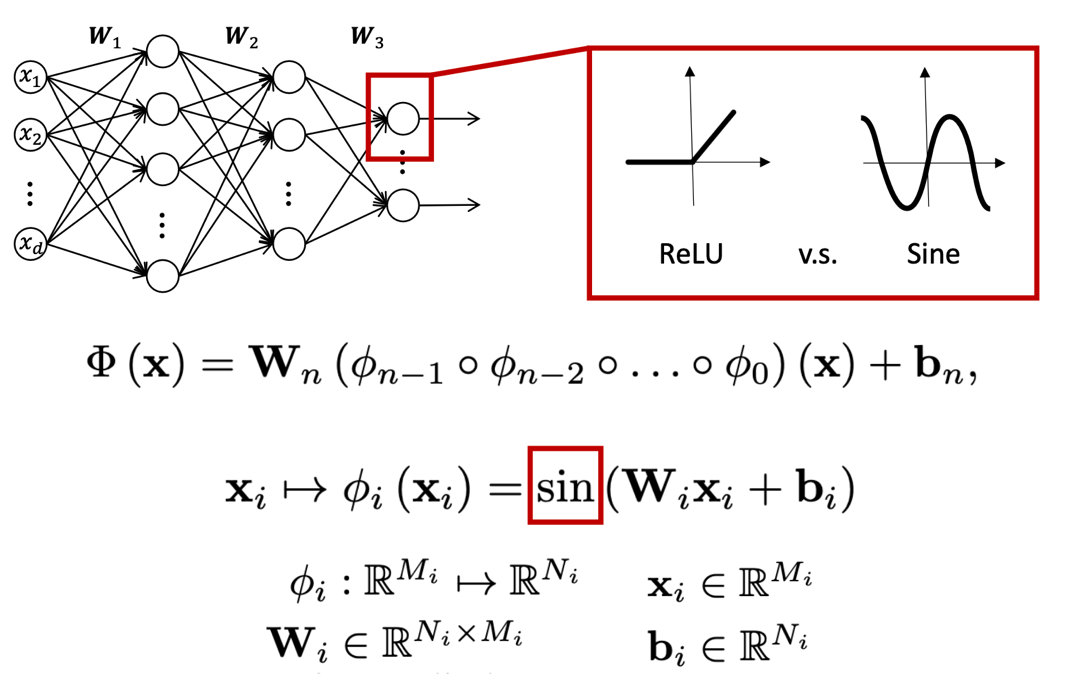 W₁ W₂ W₃
x₁
x₂
⋮ ⋮ ⋮ ⋮
x_d
ReLU v.s. Sine
Φ (x) = Wₙ (ϕₙ₋₁ ∘ ϕₙ₋₂ ∘ … ∘ ϕ₀) (x) + bₙ,
xᵢ ↦ ϕᵢ (xᵢ) = sin (Wᵢxᵢ + bᵢ)
ϕᵢ : ℝ^{Mᵢ} ↦ ℝ^{Nᵢ} xᵢ ∈ ℝ^{Mᵢ}
Wᵢ ∈ ℝ^{Nᵢ×Mᵢ} bᵢ ∈ ℝ^{Nᵢ}